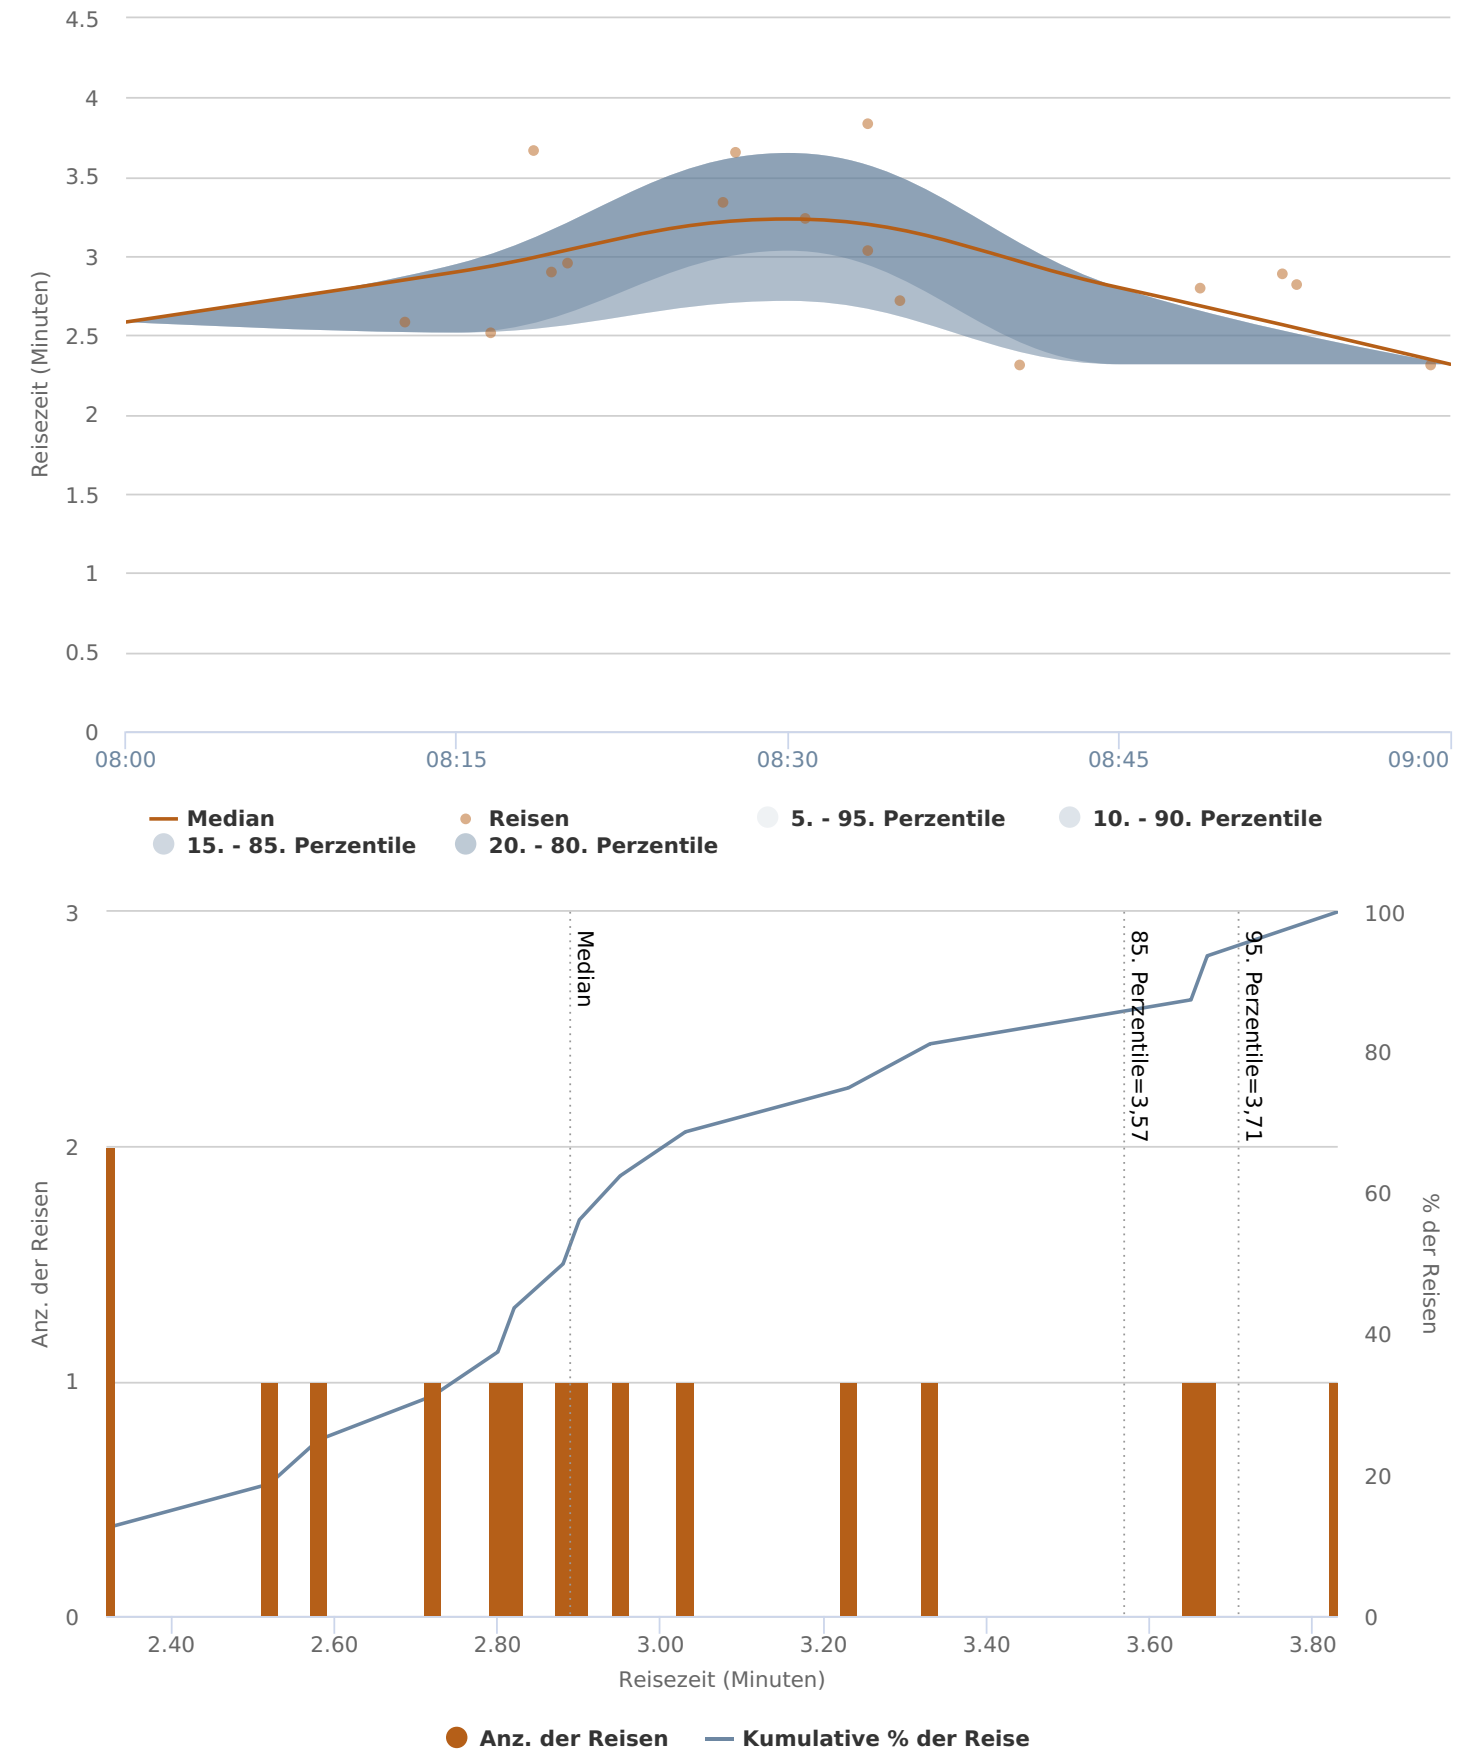 4.5
4
3.5
3
2.5
2
1.5
1
0.5
0
Reisezeit (Minuten)
08:00 08:15 08:30 08:45 09:00
Median Reisen 5. - 95. Perzentile 10. - 90. Perzentile
15. - 85. Perzentile 20. - 80. Perzentile
3
2
1
0
Anz. der Reisen
Median
85. Perzentile=3,57
95. Perzentile=3,71
100
80
60
40
20
0
% der Reisen
2.40 2.60 2.80 3.00 3.20 3.40 3.60 3.80
Reisezeit (Minuten)
Anz. der Reisen Kumulative % der Reise